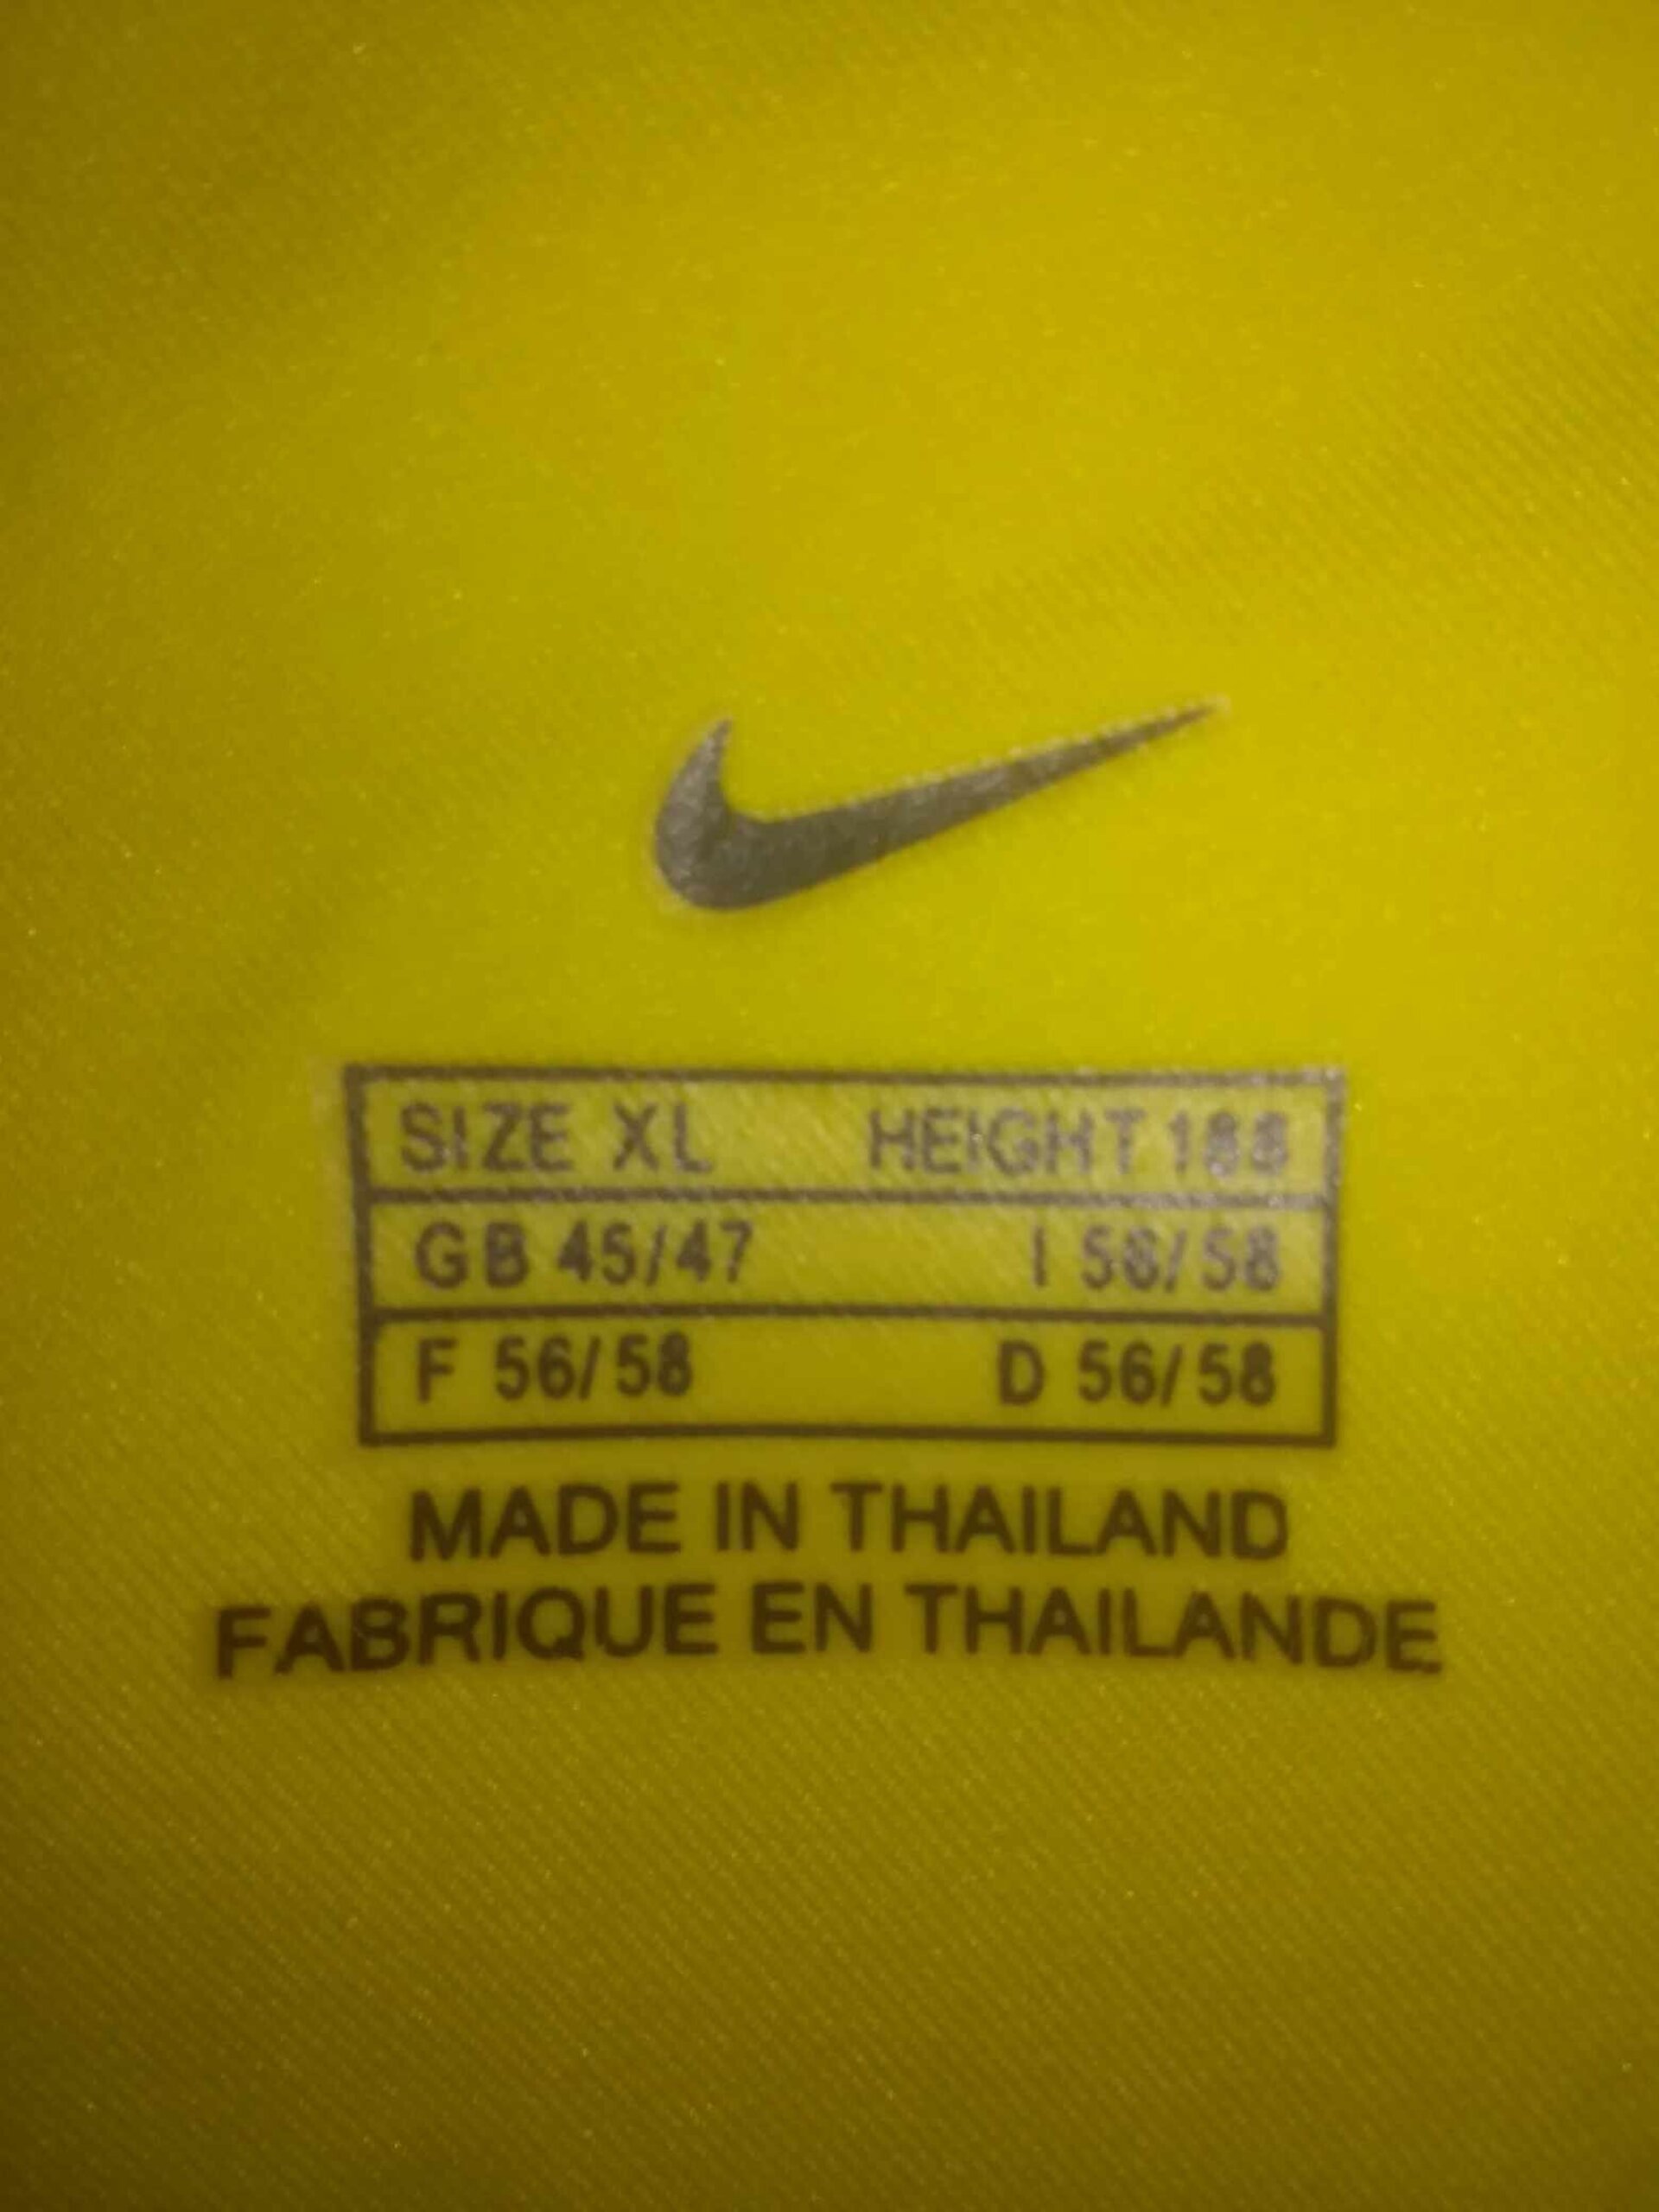 SIZE XL HEIGHT 188
GB 45/47 I 56/58
F 56/58 D 56/58
MADE IN THAILAND
FABRIQUE EN THAILANDE